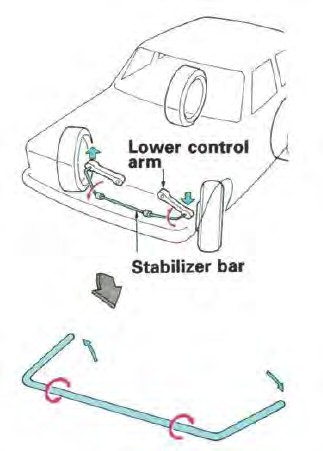 Lower control
arm
Stabilizer bar